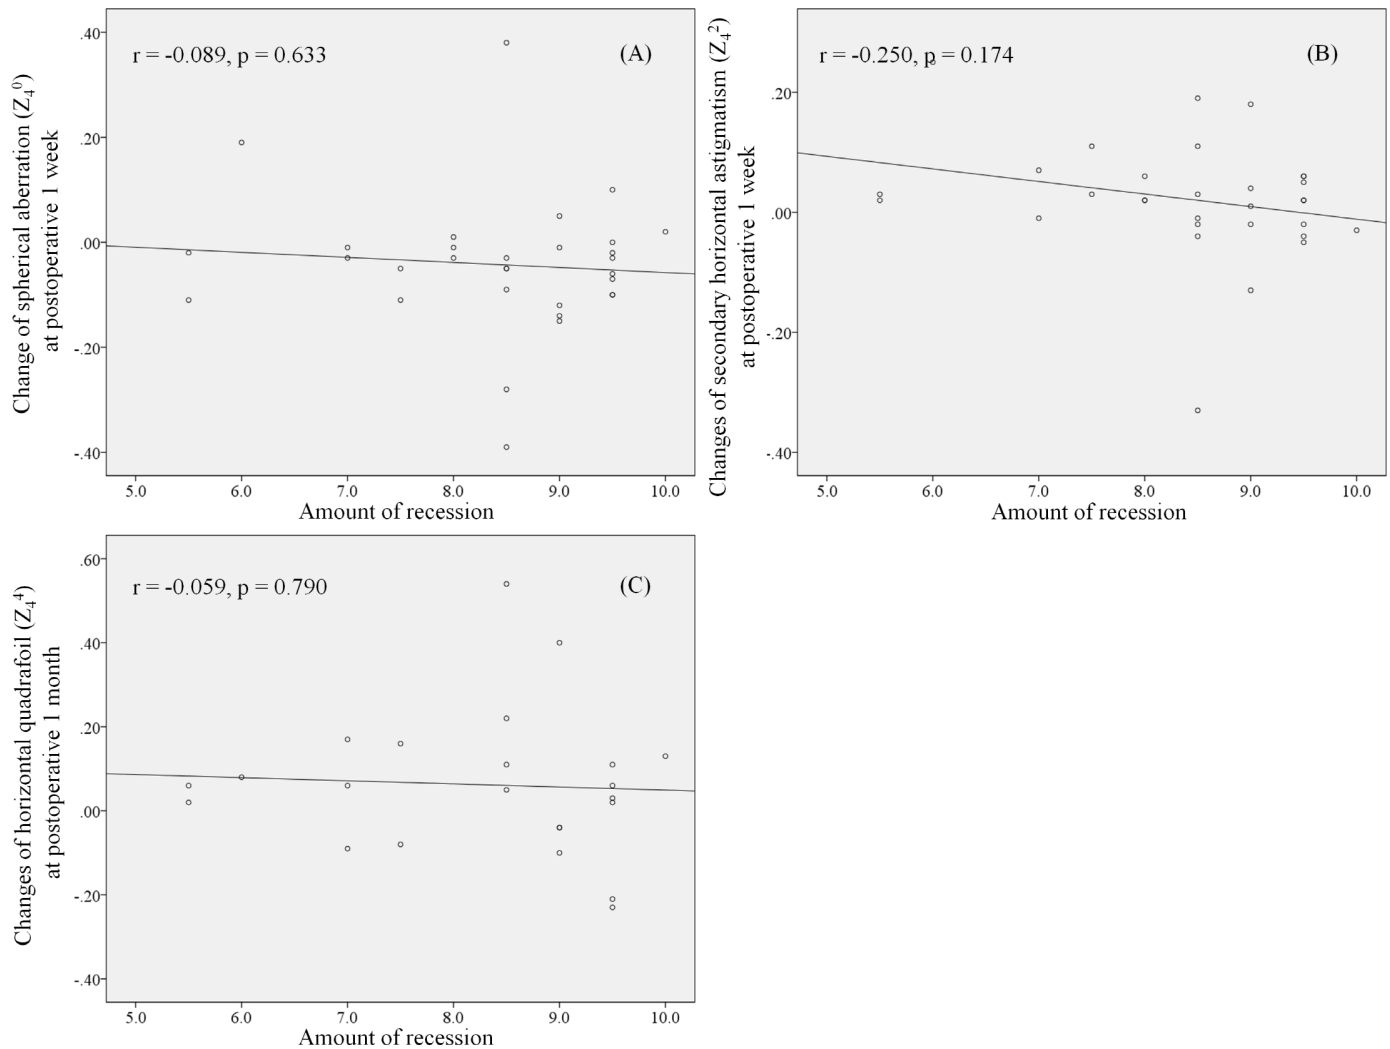 Change of spherical aberration (Z₄⁰)
at postoperative 1 week
.40
.20
.00
-.20
-.40
r = -0.089, p = 0.633
(A)
5.0 6.0 7.0 8.0 9.0 10.0
Amount of recession
Changes of secondary horizontal astigmatism (Z₄²)
at postoperative 1 week
.20
.00
-.20
-.40
r = -0.250, p = 0.174
(B)
5.0 6.0 7.0 8.0 9.0 10.0
Amount of recession
Changes of horizontal quadrafoil (Z₄⁴)
at postoperative 1 month
.60
.40
.20
.00
-.20
-.40
r = -0.059, p = 0.790
(C)
5.0 6.0 7.0 8.0 9.0 10.0
Amount of recession